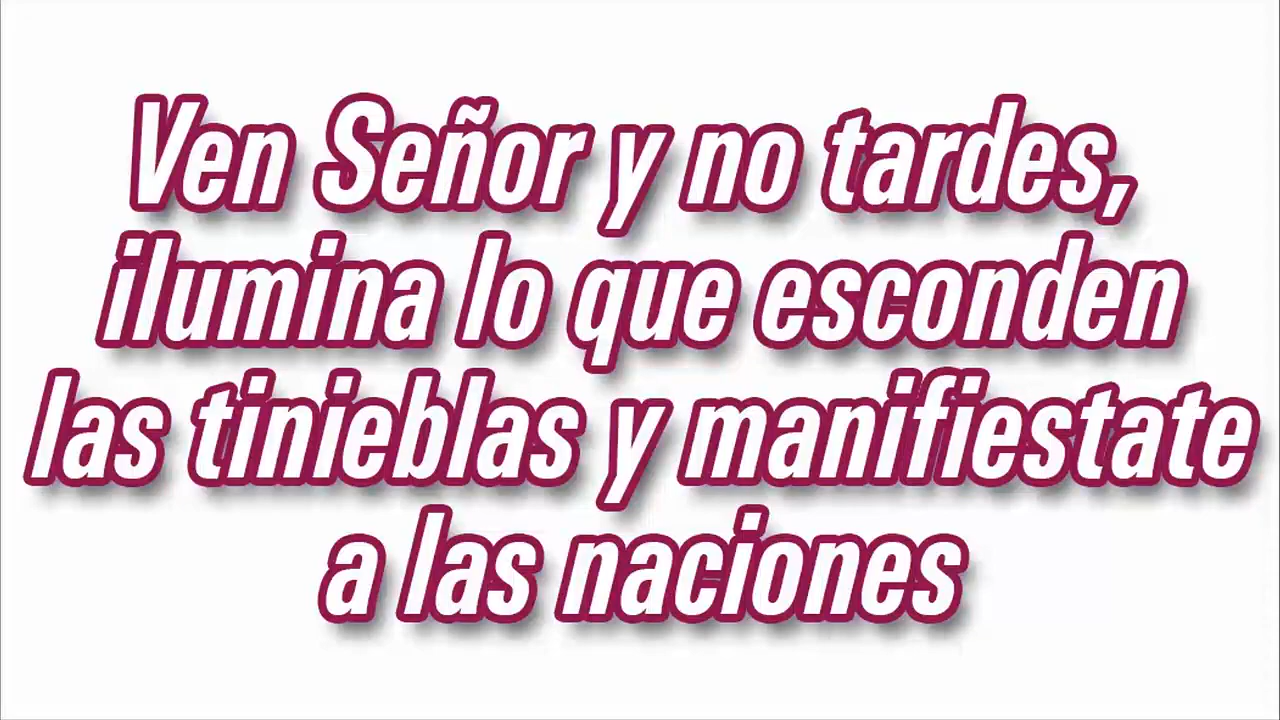 Ven Señor y no tardes,
ilumina lo que esconden
las tinieblas y manifiestate
a las naciones